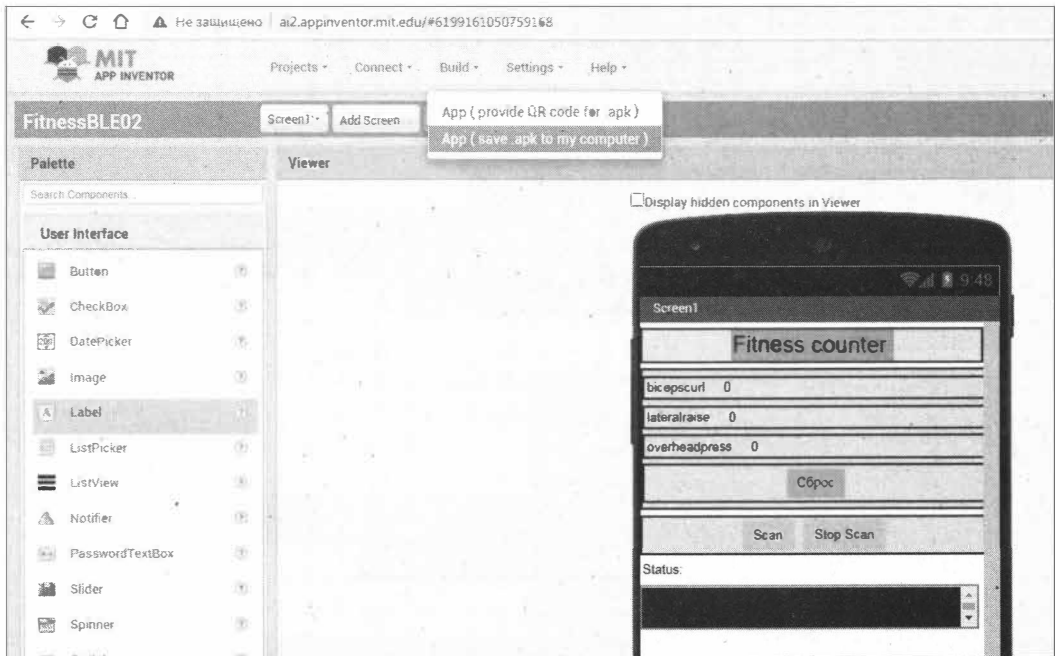 Не защищено ai2.appinventor.mit.edu/#6199161050759168
MIT
APP INVENTOR
Projects Connect Build Settings Help
FitnessBLE02 Screen1 Add Screen
App ( provide QR code for .apk )
App ( save .apk to my computer )
Palette Viewer
Search Components...
Display hidden components in Viewer
User Interface
Button
CheckBox
DatePicker
Image
Label
ListPicker
ListView
Notifier
PasswordTextBox
Slider
Spinner
9:48
Screen1
Fitness counter
bicepscurl 0
lateralraise 0
overheadpress 0
Сброс
Scan Stop Scan
Status: